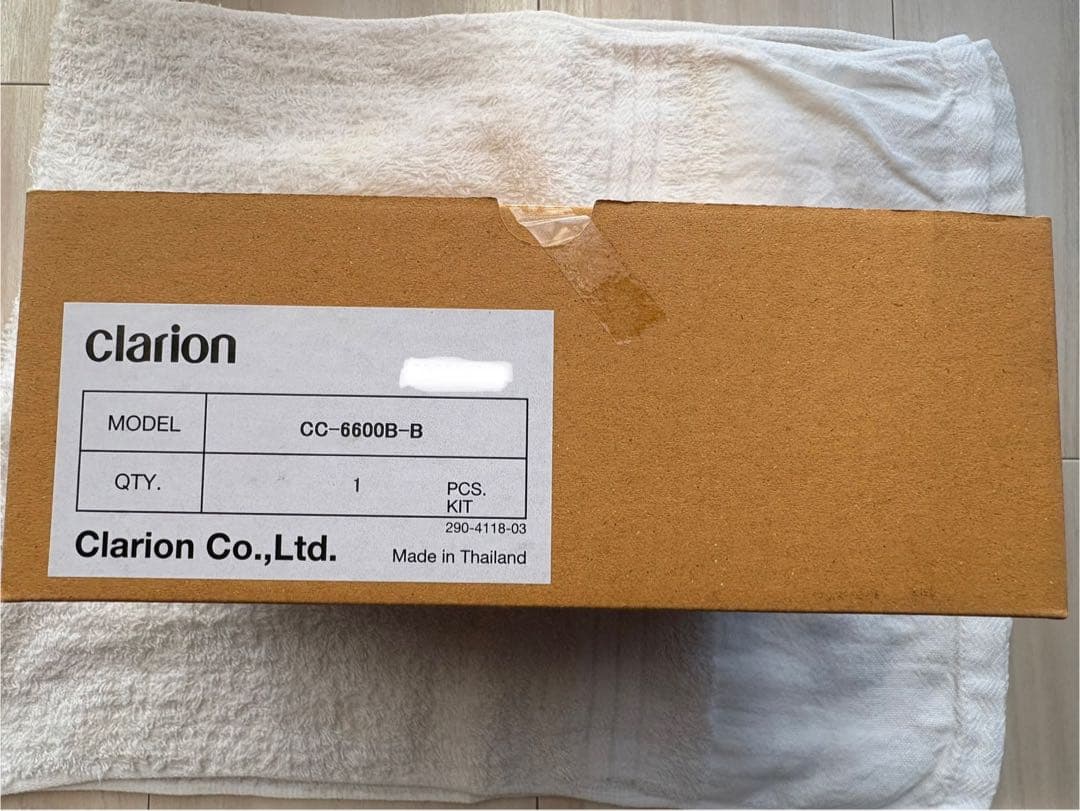 clarion
MODEL CC-6600B-B
QTY. 1 PCS.
KIT
290-4118-03
Clarion Co.,Ltd. Made in Thailand